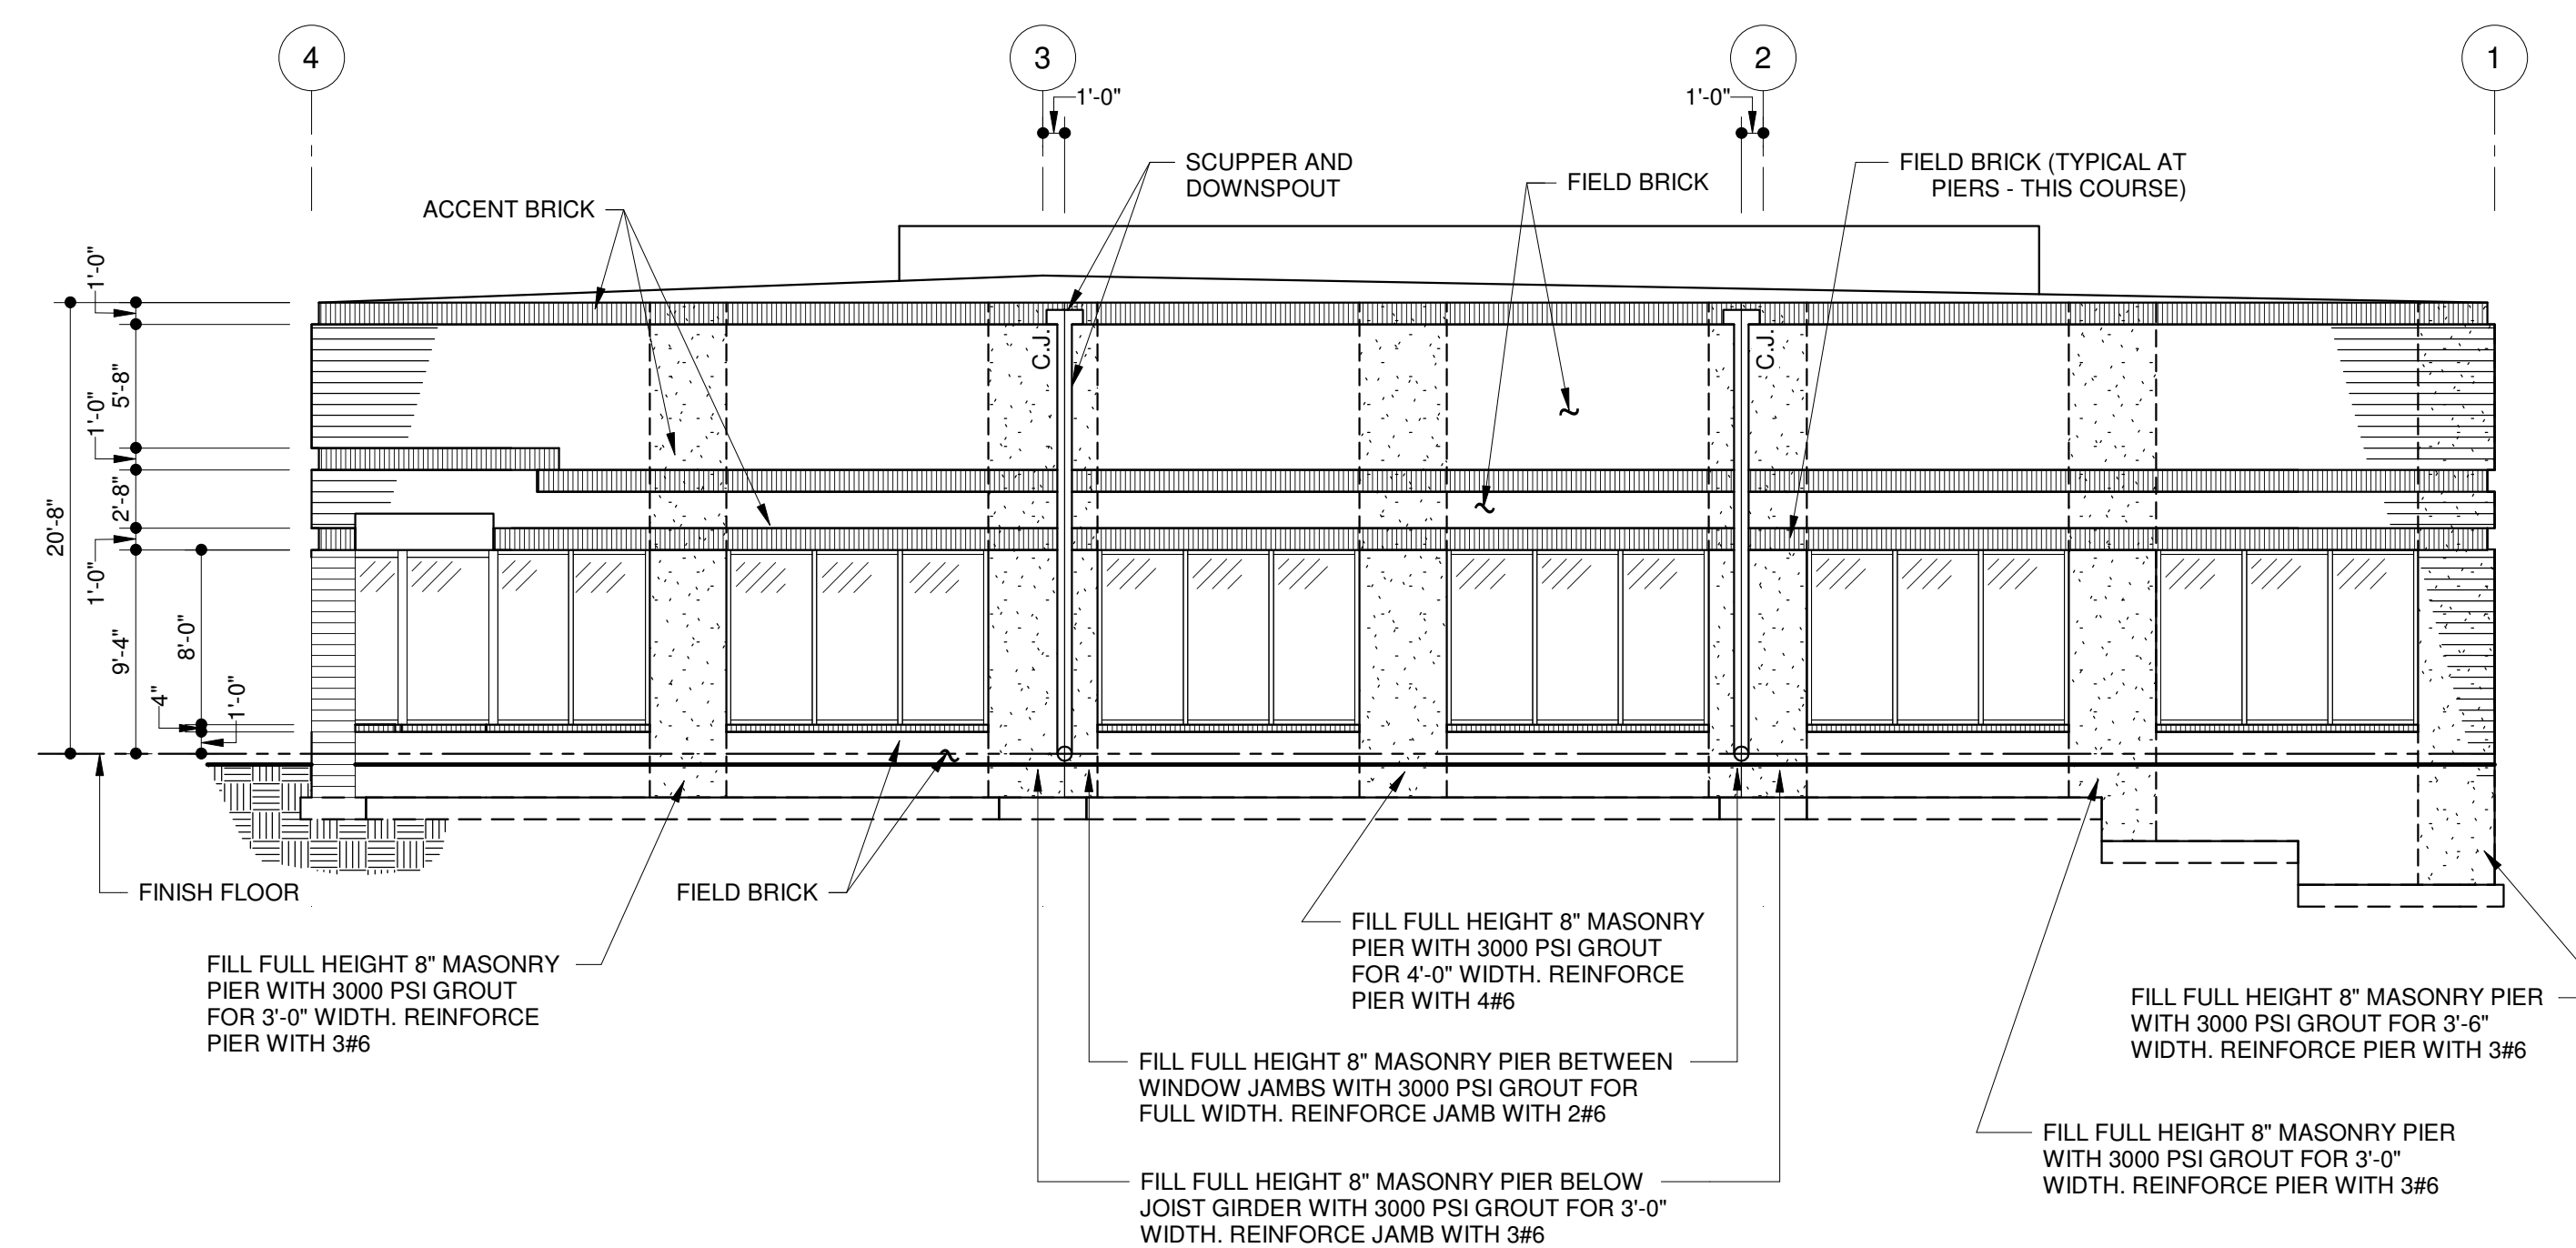 4
3
2
1
1'-0"
1'-0"
SCUPPER AND
DOWNSPOUT
FIELD BRICK
FIELD BRICK (TYPICAL AT
PIERS - THIS COURSE)
ACCENT BRICK
1'-0"
5'-8"
1'-0"
2'-8"
1'-0"
20'-8"
9'-4"
8'-0"
4"
1'-0"
C.J.
C.J.
FINISH FLOOR
FIELD BRICK
FILL FULL HEIGHT 8" MASONRY
PIER WITH 3000 PSI GROUT
FOR 3'-0" WIDTH. REINFORCE
PIER WITH 3#6
FILL FULL HEIGHT 8" MASONRY
PIER WITH 3000 PSI GROUT
FOR 4'-0" WIDTH. REINFORCE
PIER WITH 4#6
FILL FULL HEIGHT 8" MASONRY PIER
WITH 3000 PSI GROUT FOR 3'-6"
WIDTH. REINFORCE PIER WITH 3#6
FILL FULL HEIGHT 8" MASONRY PIER BETWEEN
WINDOW JAMBS WITH 3000 PSI GROUT FOR
FULL WIDTH. REINFORCE JAMB WITH 2#6
FILL FULL HEIGHT 8" MASONRY PIER
WITH 3000 PSI GROUT FOR 3'-0"
WIDTH. REINFORCE PIER WITH 3#6
FILL FULL HEIGHT 8" MASONRY PIER BELOW
JOIST GIRDER WITH 3000 PSI GROUT FOR 3'-0"
WIDTH. REINFORCE JAMB WITH 3#6